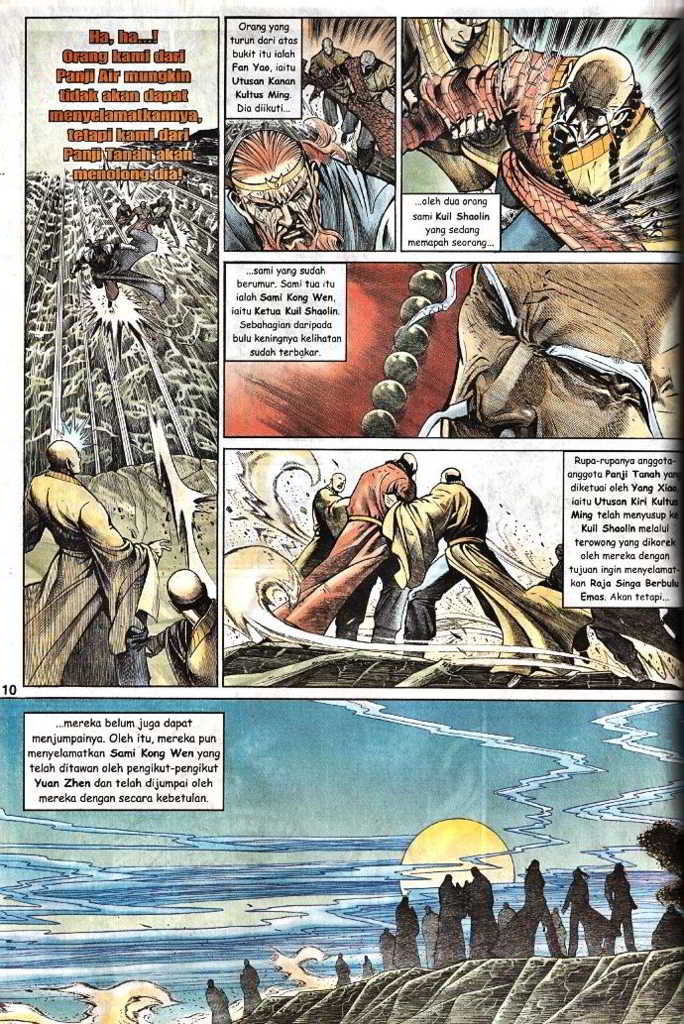 Ha, ha...!
Orang kami dari
Panji Air mungkin
tidak akan dapat
menyelamatkannya,
tetapi kami dari
Panji Tanah akan
menolong dia!
Orang yang
turun dari atas
bukit itu ialah
Fan Yao, iaitu
Utusan Kanan
Kultus Ming.
Dia diikuti...
...oleh dua orang
sami Kuil Shaolin
yang sedang
memapah seorang...
...sami yang sudah
berumur. Sami tua itu
ialah Sami Kong Wen,
iaitu Ketua Kuil Shaolin.
Sebahagian daripada
bulu keningnya kelihatan
sudah terbakar.
Rupa-rupanya anggota-
anggota Panji Tanah yang
diketuai oleh Yang Xiao
iaitu Utusan Kiri Kultus
Ming telah menyusup ke
Kuil Shaolin melalui
terowong yang dikorek
oleh mereka dengan
tujuan ingin menyelamat-
kan Raja Singa Berbulu
Emas. Akan tetapi...
10
...mereka belum juga dapat
menjumpainya. Oleh itu, mereka pun
menyelamatkan Sami Kong Wen yang
telah ditawan oleh pengikut-pengikut
Yuan Zhen dan telah dijumpai oleh
mereka dengan secara kebetulan.